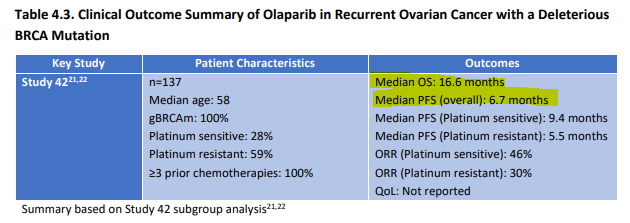 Table 4.3. Clinical Outcome Summary of Olaparib in Recurrent Ovarian Cancer with a Deleterious
BRCA Mutation
Key Study Patient Characteristics Outcomes
Study 4221,22 n=137 Median OS: 16.6 months
Median age: 58 Median PFS (overall): 6.7 months
gBRCAm: 100% Median PFS (Platinum sensitive): 9.4 months
Platinum sensitive: 28% Median PFS (Platinum resistant): 5.5 months
Platinum resistant: 59% ORR (Platinum sensitive): 46%
≥3 prior chemotherapies: 100% ORR (Platinum resistant): 30%
QoL: Not reported
Summary based on Study 42 subgroup analysis21,22